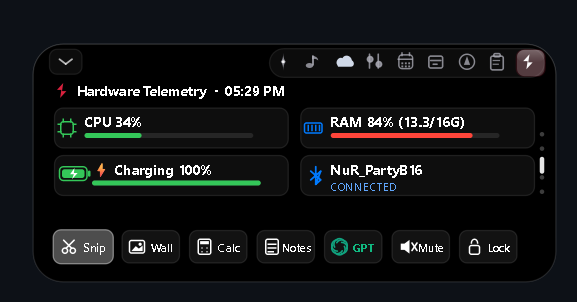 Hardware Telemetry · 05:29 PM
CPU 34%
RAM 84% (13.3/16G)
Charging 100%
NuR_PartyB16
CONNECTED
Snip
Wall
Calc
Notes
GPT
Mute
Lock